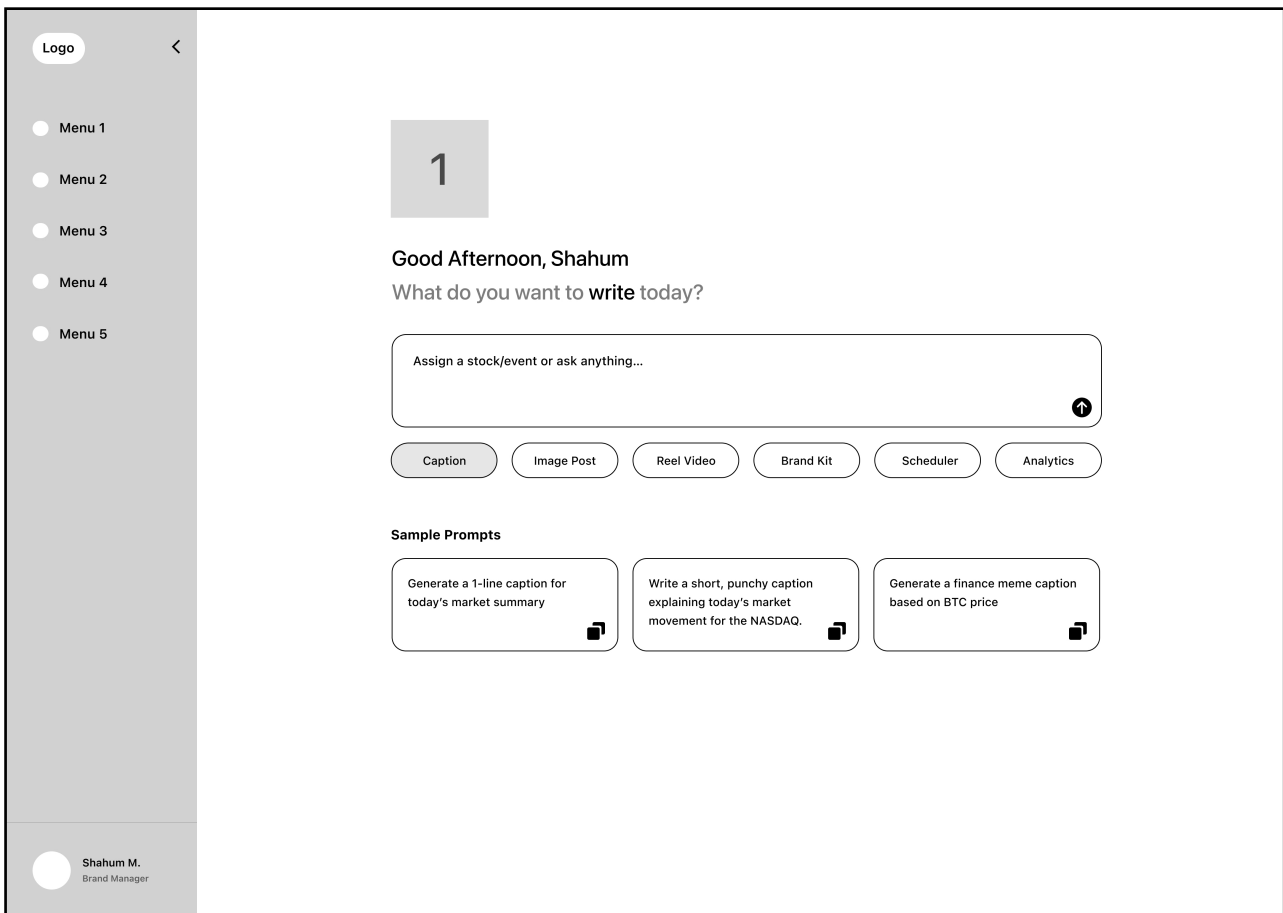 Logo
Menu 1
Menu 2
Menu 3
Menu 4
Menu 5
Shahum M.
Brand Manager
1
Good Afternoon, Shahum
What do you want to write today?
Assign a stock/event or ask anything...
Caption
Image Post
Reel Video
Brand Kit
Scheduler
Analytics
Sample Prompts
Generate a 1-line caption for
today's market summary
Write a short, punchy caption
explaining today's market
movement for the NASDAQ.
Generate a finance meme caption
based on BTC price